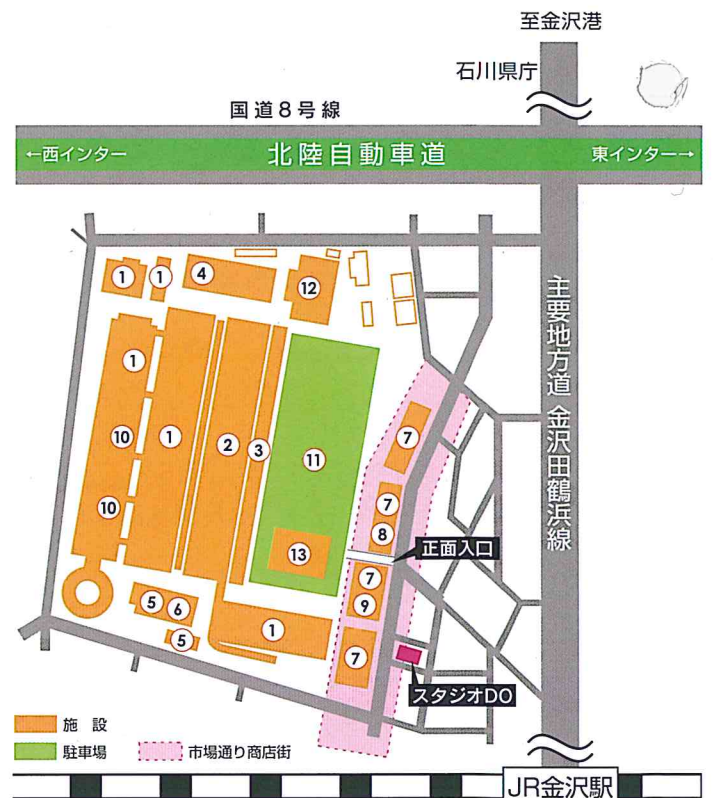 至金沢港
石川県庁
国道8号線
←西インター
北陸自動車道
東インター→
主要地方道 金沢田鶴浜線
1
1
4
12
1
10
10
1
2
3
11
13
7
7
8
正面入口
7
9
7
5
6
5
1
スタジオDO
施 設
駐車場
市場通り商店街
JR金沢駅